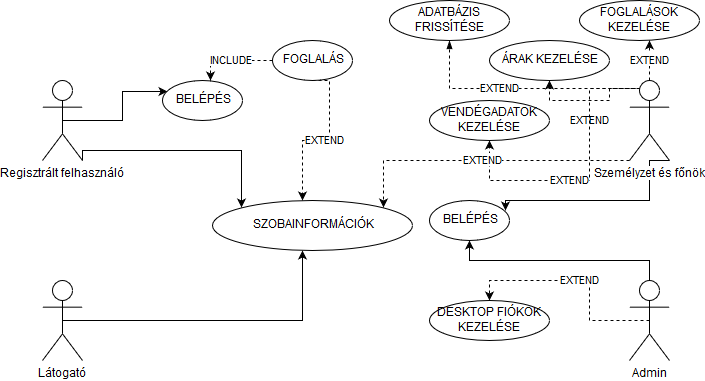 ADATBÁZIS
FRISSÍTÉSE
FOGLALÁSOK
KEZELÉSE
INCLUDE
FOGLALÁS
ÁRAK KEZELÉSE
EXTEND
EXTEND
BELÉPÉS
VENDÉGADATOK
KEZELÉSE
EXTEND
EXTEND
EXTEND
Regisztrált felhasználó
EXTEND
Személyzet és főnök
SZOBAINFORMÁCIÓK
BELÉPÉS
EXTEND
DESKTOP FIÓKOK
KEZELÉSE
Látogató
Admin